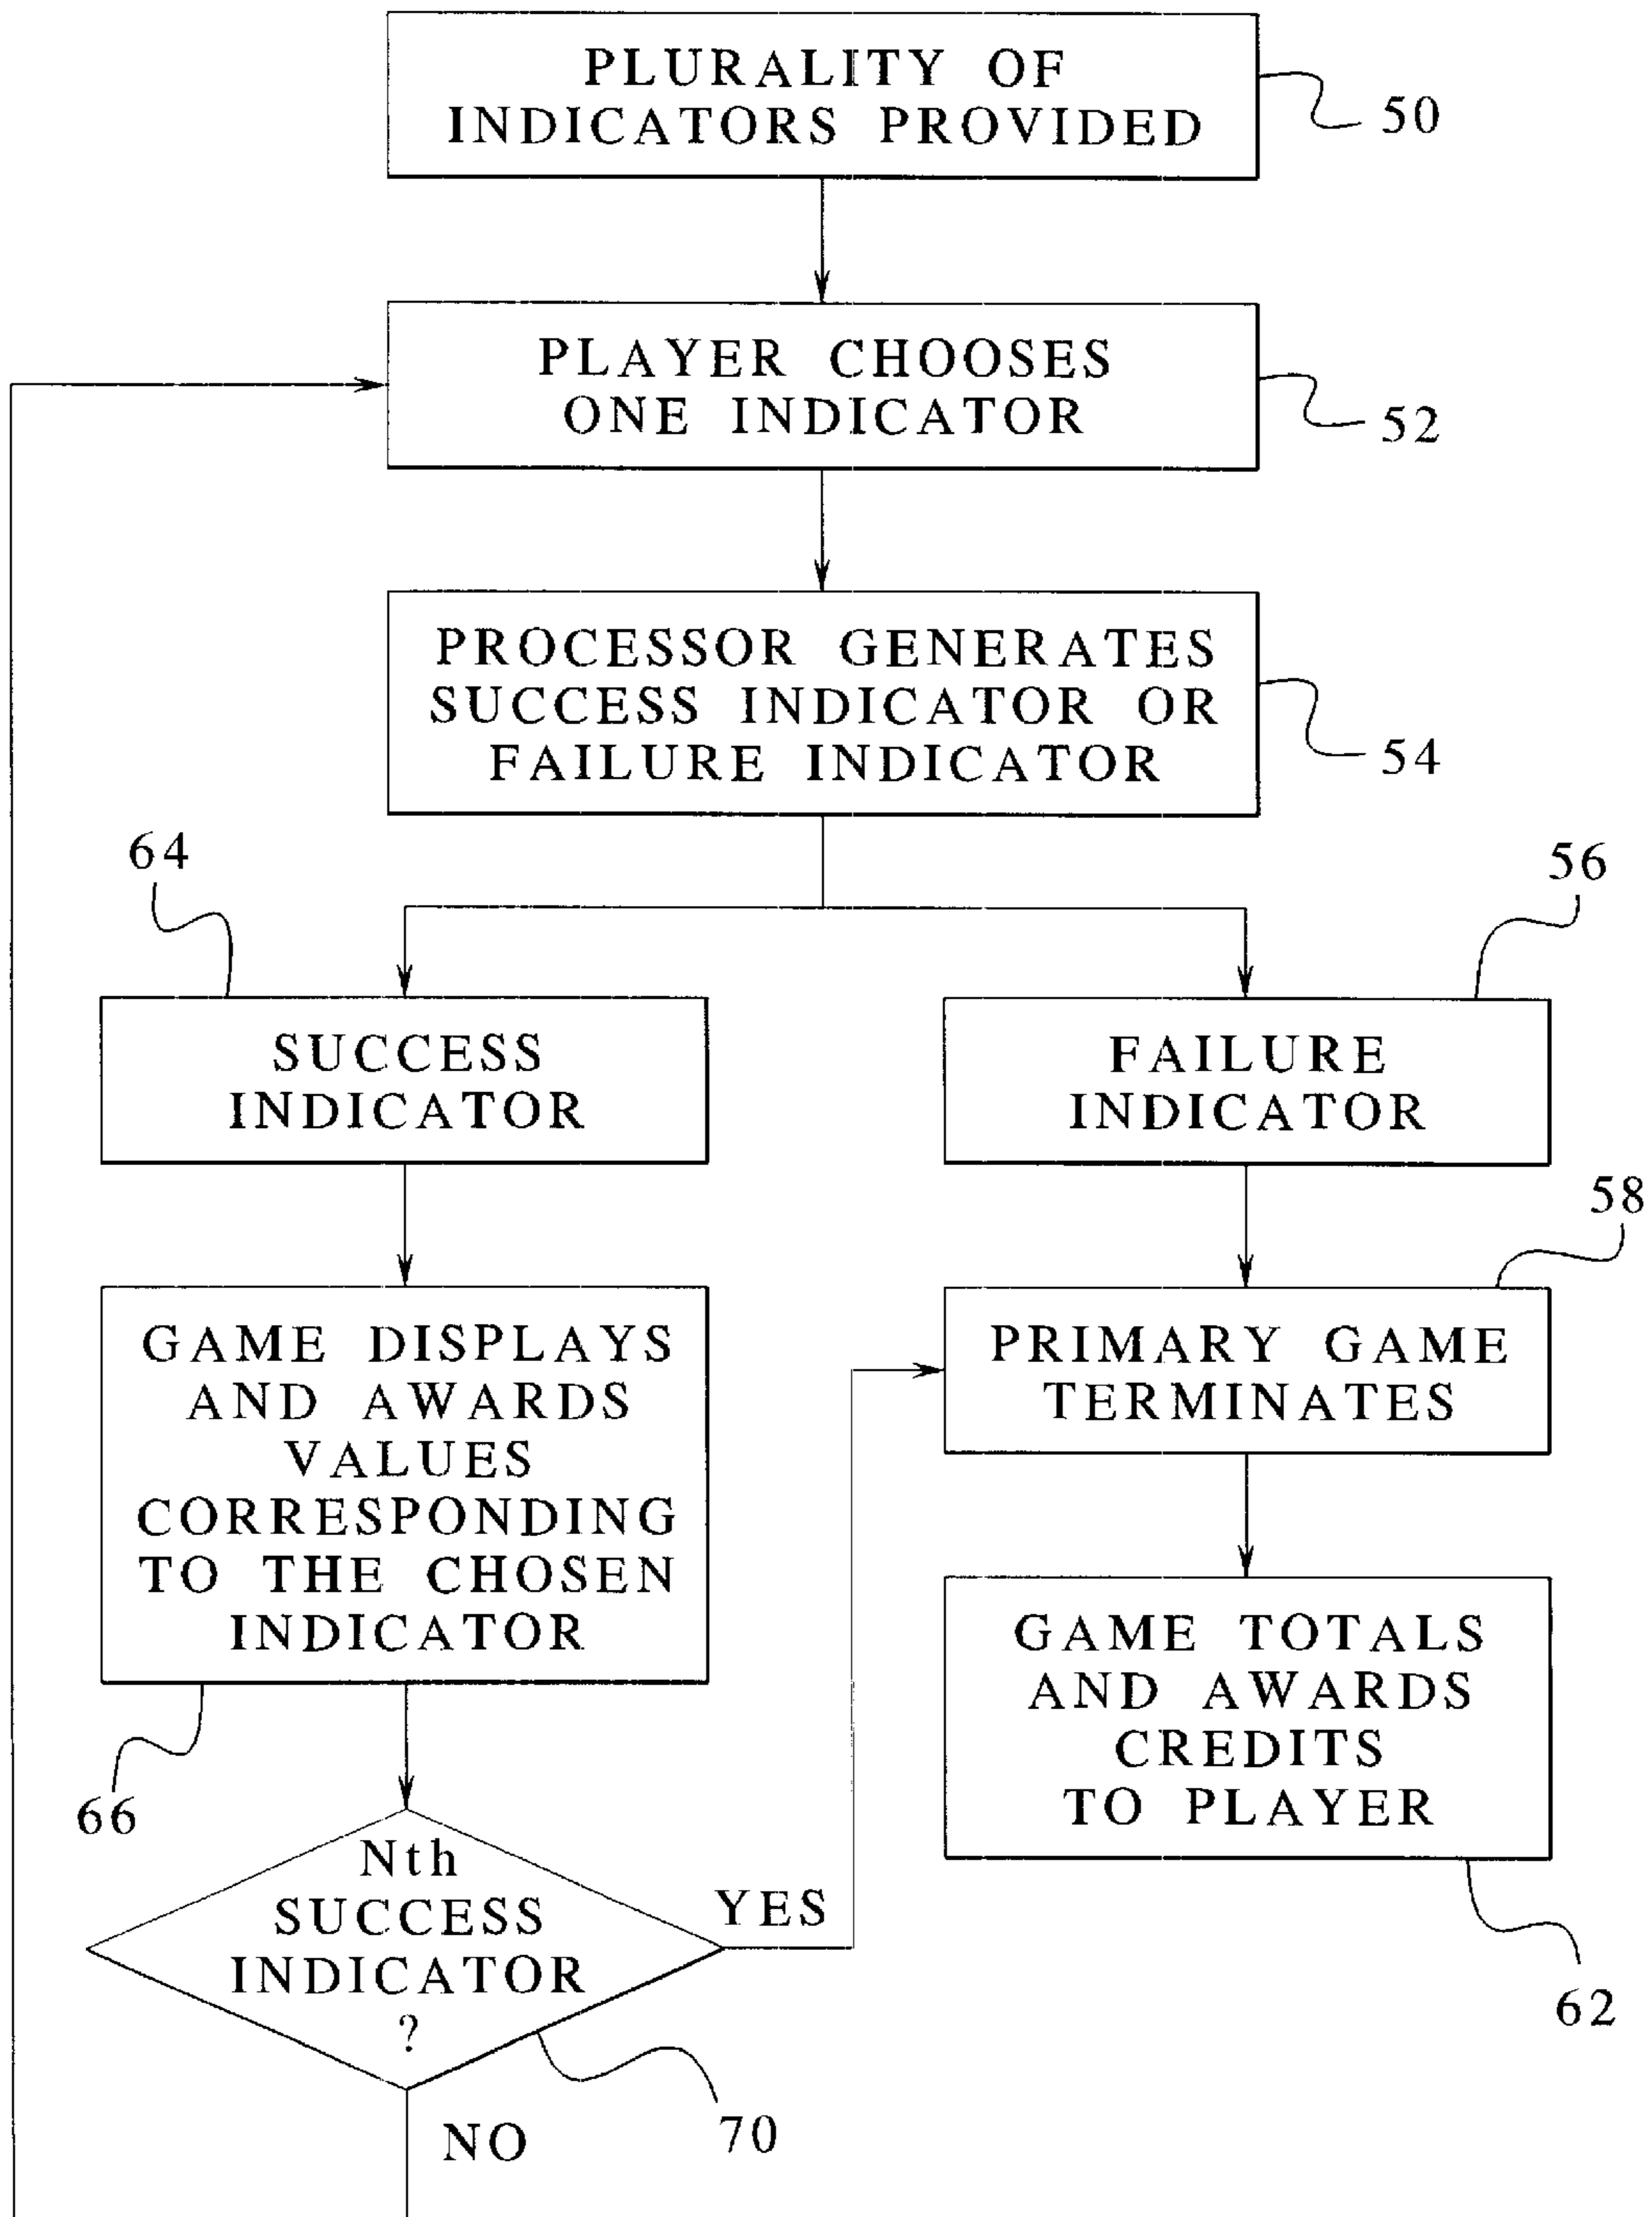 PLURALITY OF
INDICATORS PROVIDED
50
PLAYER CHOOSES
ONE INDICATOR
52
PROCESSOR GENERATES
SUCCESS INDICATOR OR
FAILURE INDICATOR
54
64
56
SUCCESS
INDICATOR
FAILURE
INDICATOR
58
GAME DISPLAYS
AND AWARDS
VALUES
CORRESPONDING
TO THE CHOSEN
INDICATOR
66
PRIMARY GAME
TERMINATES
GAME TOTALS
AND AWARDS
CREDITS
TO PLAYER
62
Nth
SUCCESS
INDICATOR
?
YES
70
NO